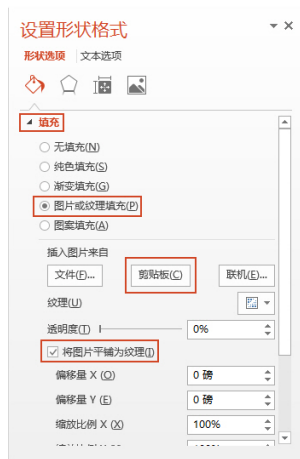 设置形状格式
形状选项 文本选项
填充
无填充(N)
纯色填充(S)
渐变填充(G)
图片或纹理填充(P)
图案填充(A)
插入图片来自
文件(F)... 剪贴板(C) 联机(E)...
纹理(U)
透明度(T) 0%
将图片平铺为纹理(I)
偏移量 X (O) 0 磅
偏移量 Y (E) 0 磅
缩放比例 X (X) 100%